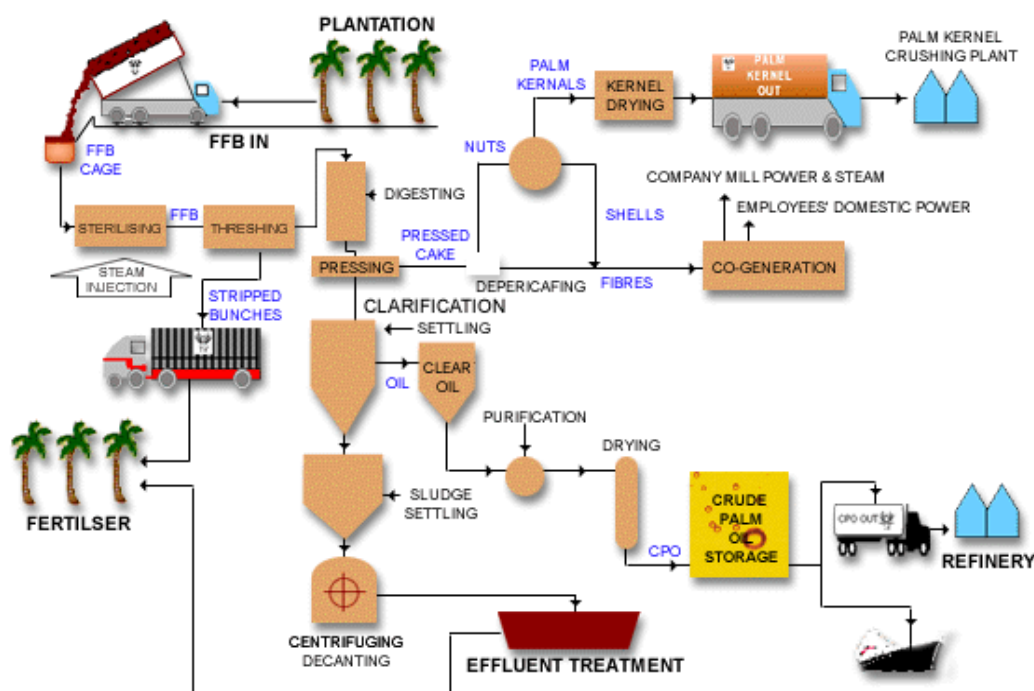 PLANTATION
FFB IN
FFB
CAGE
STERILISING
FFB
THRESHING
STEAM
INJECTION
STRIPPED
BUNCHES
FERTILSER
DIGESTING
PRESSING
PRESSED
CAKE
NUTS
PALM
KERNALS
KERNEL
DRYING
PALM
KERNEL
OUT
PALM KERNEL
CRUSHING PLANT
SHELLS
DEPERICAFING
FIBRES
COMPANY MILL POWER & STEAM
EMPLOYEES' DOMESTIC POWER
CO-GENERATION
CLARIFICATION
SETTLING
OIL
CLEAR
OIL
PURIFICATION
DRYING
SLUDGE
SETTLING
CENTRIFUGING
DECANTING
EFFLUENT TREATMENT
CPO
CRUDE
PALM
OIL
STORAGE
CPO OUT
REFINERY